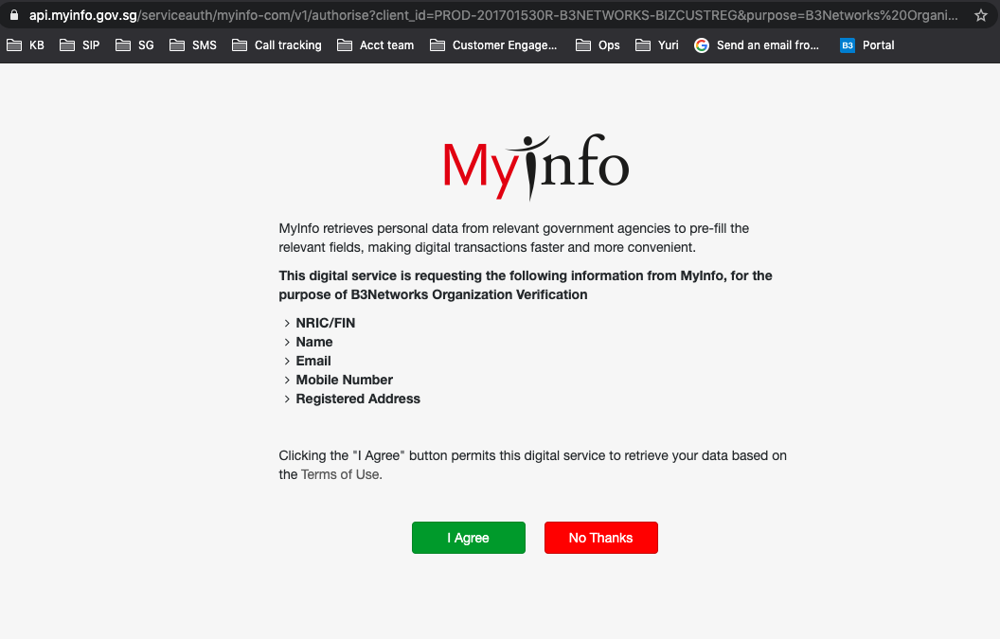 api.myinfo.gov.sg/serviceauth/myinfo-com/v1/authorise?client_id=PROD-201701530R-B3NETWORKS-BIZCUSTREG&purpose=B3Networks%20Organi...
KB SIP SG SMS Call tracking Acct team Customer Engage... Ops Yuri Send an email fro... B3 Portal
MyInfo
MyInfo retrieves personal data from relevant government agencies to pre-fill the
relevant fields, making digital transactions faster and more convenient.
This digital service is requesting the following information from MyInfo, for the
purpose of B3Networks Organization Verification
NRIC/FIN
Name
Email
Mobile Number
Registered Address
Clicking the "I Agree" button permits this digital service to retrieve your data based on
the Terms of Use.
I Agree No Thanks